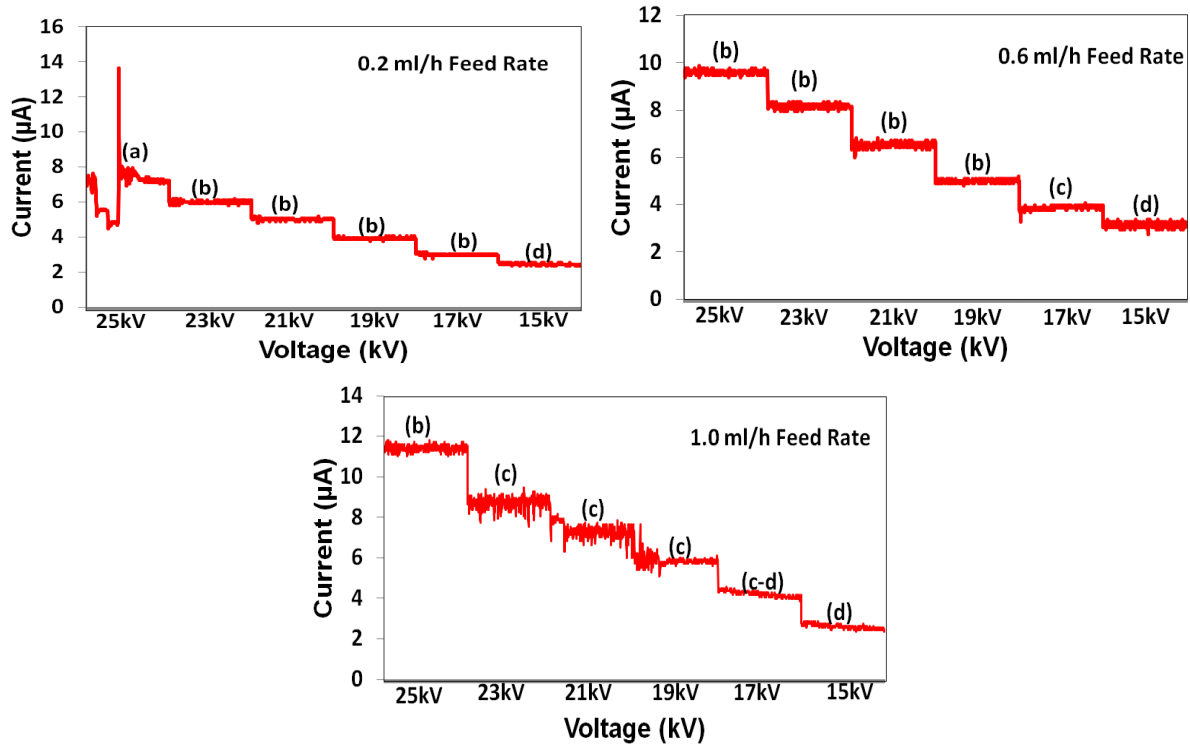 0.2 ml/h Feed Rate
Current (μA)
16
14
12
10
8
6
4
2
0
(a)
(b)
(b)
(b)
(b)
(d)
25kV 23kV 21kV 19kV 17kV 15kV
Voltage (kV)
0.6 ml/h Feed Rate
Current (μA)
12
10
8
6
4
2
0
(b)
(b)
(b)
(b)
(c)
(d)
25kV 23kV 21kV 19kV 17kV 15kV
Voltage (kV)
1.0 ml/h Feed Rate
Current (μA)
14
12
10
8
6
4
2
0
(b)
(c)
(c)
(c)
(c-d)
(d)
25kV 23kV 21kV 19kV 17kV 15kV
Voltage (kV)